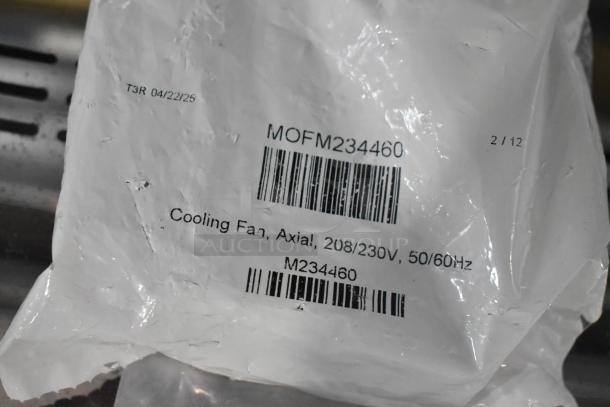 T3R 04/22/25
MOFM234460
2 / 12
Cooling Fan, Axial, 208/230V, 50/60Hz
M234460